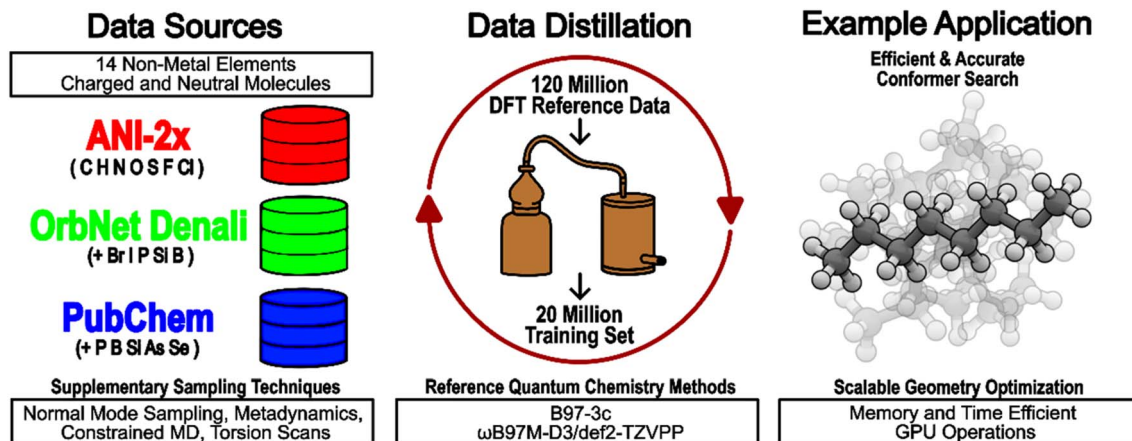 Data Sources
14 Non-Metal Elements
Charged and Neutral Molecules
ANI-2x
(C H N O S F Cl)
OrbNet Denali
(+ Br I P Si B)
PubChem
(+ P B Si As Se)
Supplementary Sampling Techniques
Normal Mode Sampling, Metadynamics,
Constrained MD, Torsion Scans
Data Distillation
120 Million
DFT Reference Data
20 Million
Training Set
Reference Quantum Chemistry Methods
B97-3c
ωB97M-D3/def2-TZVPP
Example Application
Efficient & Accurate
Conformer Search
Scalable Geometry Optimization
Memory and Time Efficient
GPU Operations